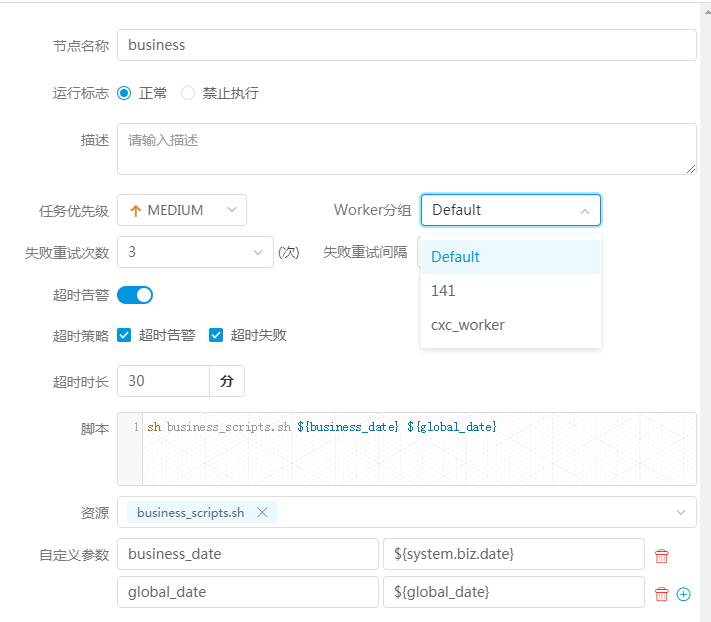 节点名称 business
运行标志 正常 禁止执行
描述 请输入描述
任务优先级 MEDIUM Worker分组 Default
失败重试次数 3 (次) 失败重试间隔
Default
141
cxc_worker
超时告警
超时策略 超时告警 超时失败
超时时长 30 分
脚本 1 sh business_scripts.sh ${business_date} ${global_date}
资源 business_scripts.sh
自定义参数 business_date ${system.biz.date}
global_date ${global_date}